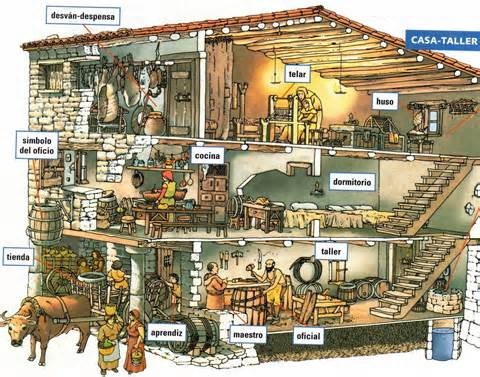 desván-despensa
CASA-TALLER
telar
huso
símbolo
del oficio
cocina
dormitorio
tienda
taller
aprendiz
maestro
oficial